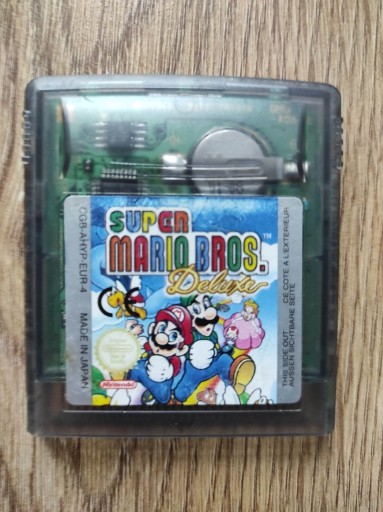 SUPER
MARIO BROS.™
Deluxe
Nintendo
CGB-AHYP-EUR-4
MADE IN JAPAN
CE COTE A L'EXTERIEUR
THIS SIDE OUT
AUSSEN SICHTBARE SEITE